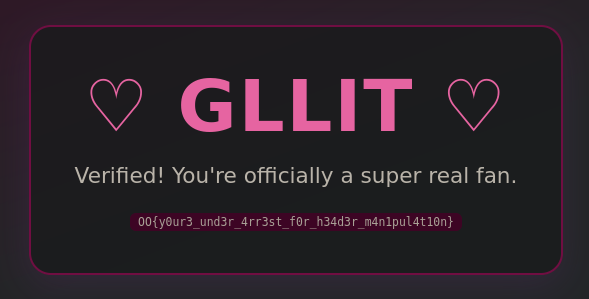 ♡ GLLIT ♡
Verified! You're officially a super real fan.
OO{y0ur3_und3r_4rr3st_f0r_h34d3r_m4n1pul4t10n}